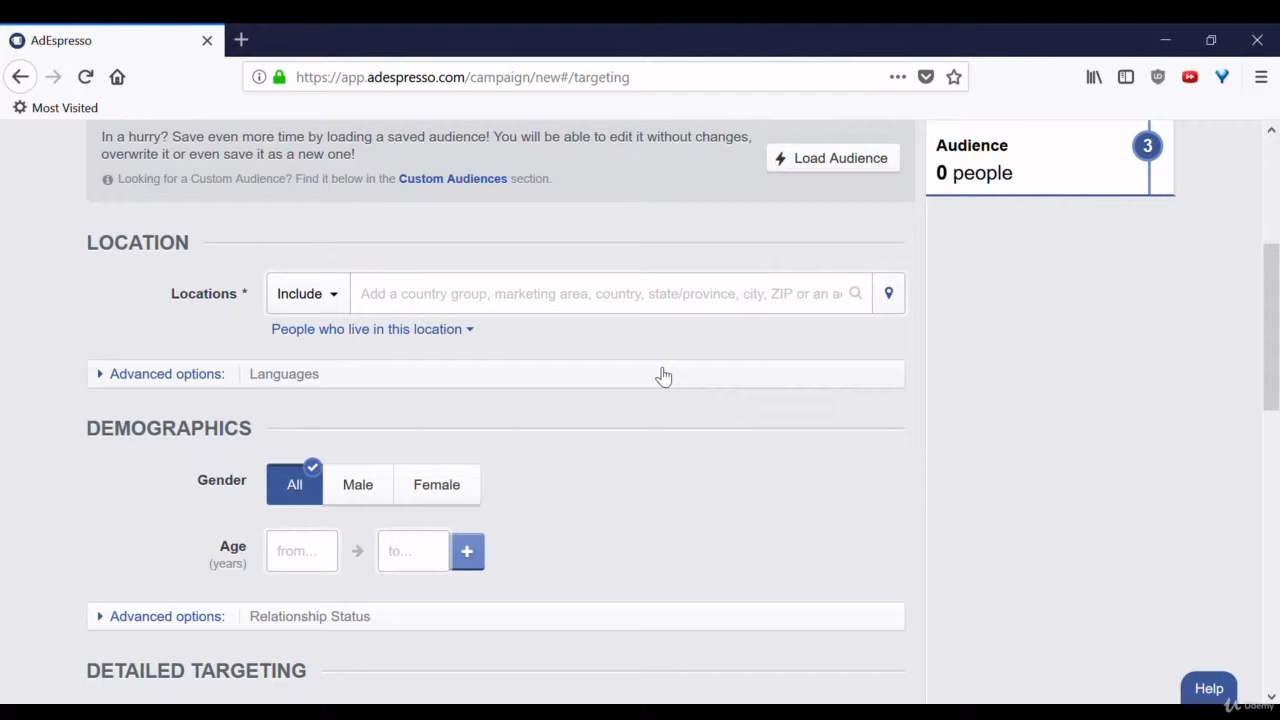 AdEspresso
https://app.adespresso.com/campaign/new#/targeting
Most Visited
In a hurry? Save even more time by loading a saved audience! You will be able to edit it without changes,
overwrite it or even save it as a new one!
Load Audience
Looking for a Custom Audience? Find it below in the Custom Audiences section.
Audience
3
0 people
LOCATION
Locations *
Include
Add a country group, marketing area, country, state/province, city, ZIP or an a
People who live in this location
Advanced options:
Languages
DEMOGRAPHICS
Gender
All
Male
Female
Age
(years)
from...
to...
Advanced options:
Relationship Status
DETAILED TARGETING
Help
Udemy